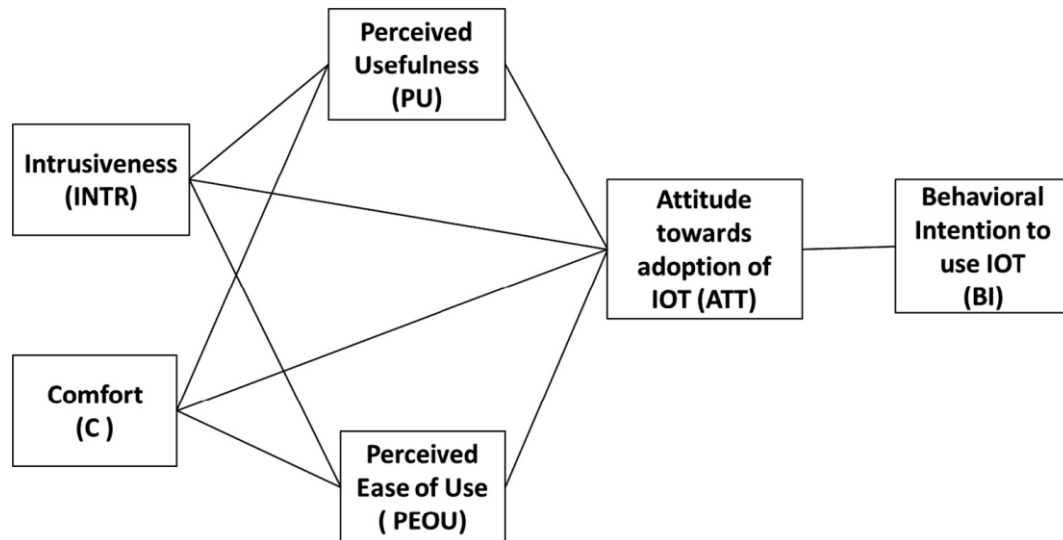 Perceived
Usefulness
(PU)
Intrusiveness
(INTR)
Attitude
towards
adoption of
IOT (ATT)
Behavioral
Intention to
use IOT
(BI)
Comfort
(C )
Perceived
Ease of Use
( PEOU)